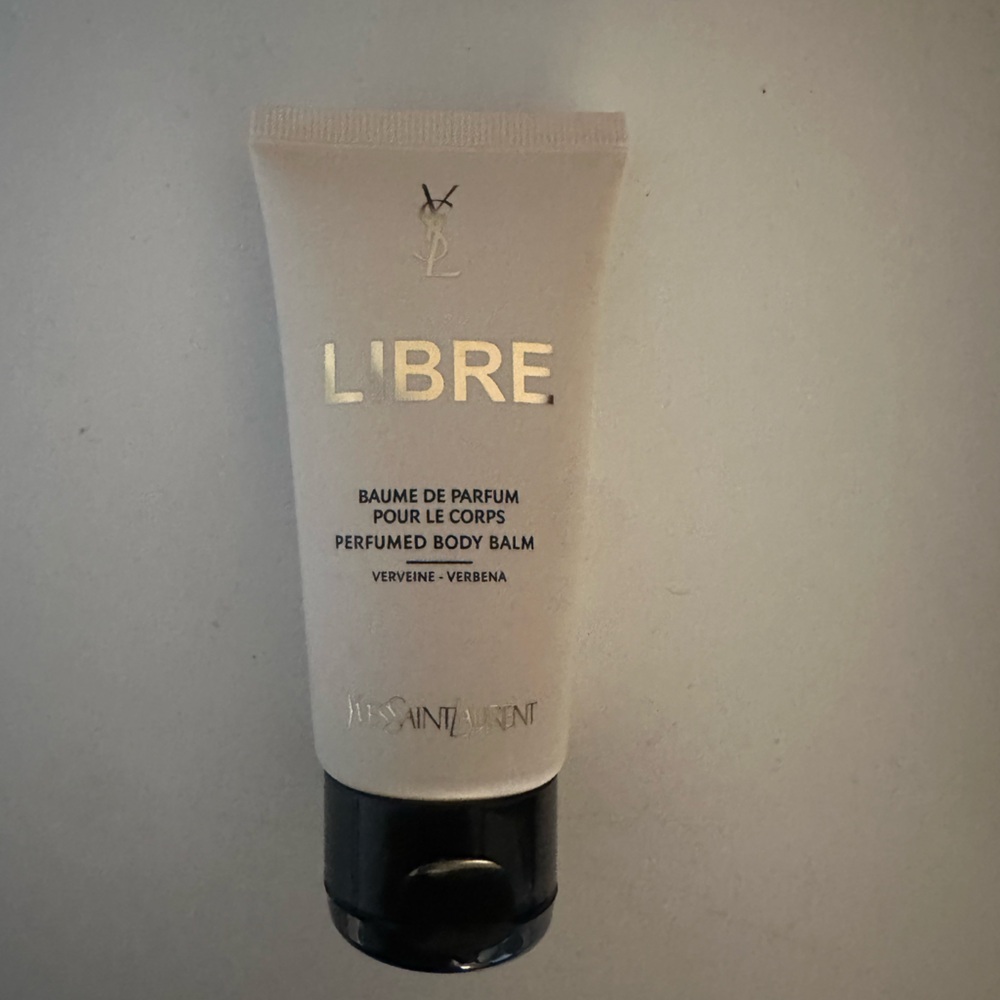 YSL
LIBRE
BAUME DE PARFUM
POUR LE CORPS
PERFUMED BODY BALM
VERVEINE - VERBENA
YVESSAINTLAURENT